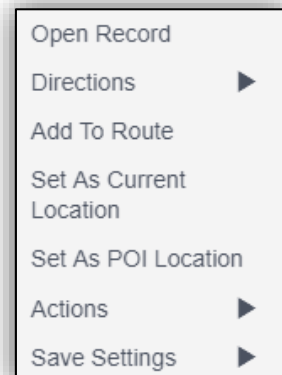 Open Record
Directions
Add To Route
Set As Current
Location
Set As POI Location
Actions
Save Settings